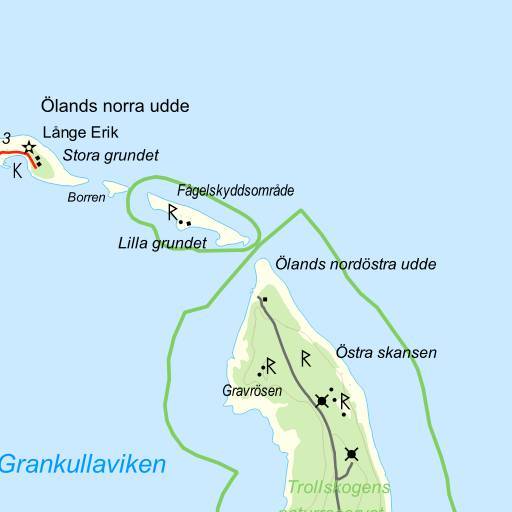 Ölands norra udde
3
Långe Erik
Stora grundet
K
Borren
Fågelskyddsområde
R
Lilla grundet
Ölands nordöstra udde
Östra skansen
R
R
Gravrösen
R
Grankullaviken
Trollskogens
naturreservat